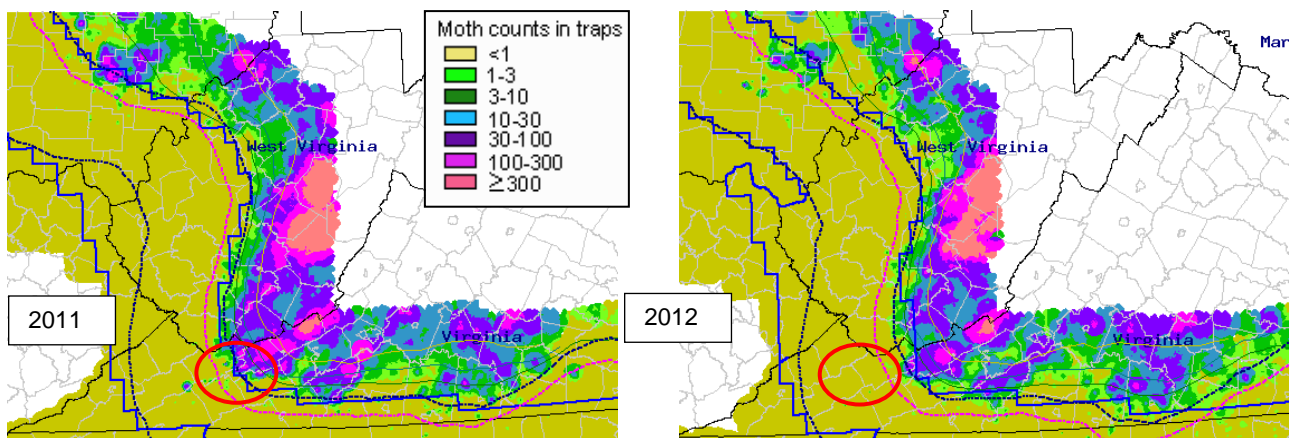 Moth counts in traps
<1
1-3
3-10
10-30
30-100
100-300
≥300
West Virginia
Virginia
2011
Mar
West Virginia
Virginia
2012